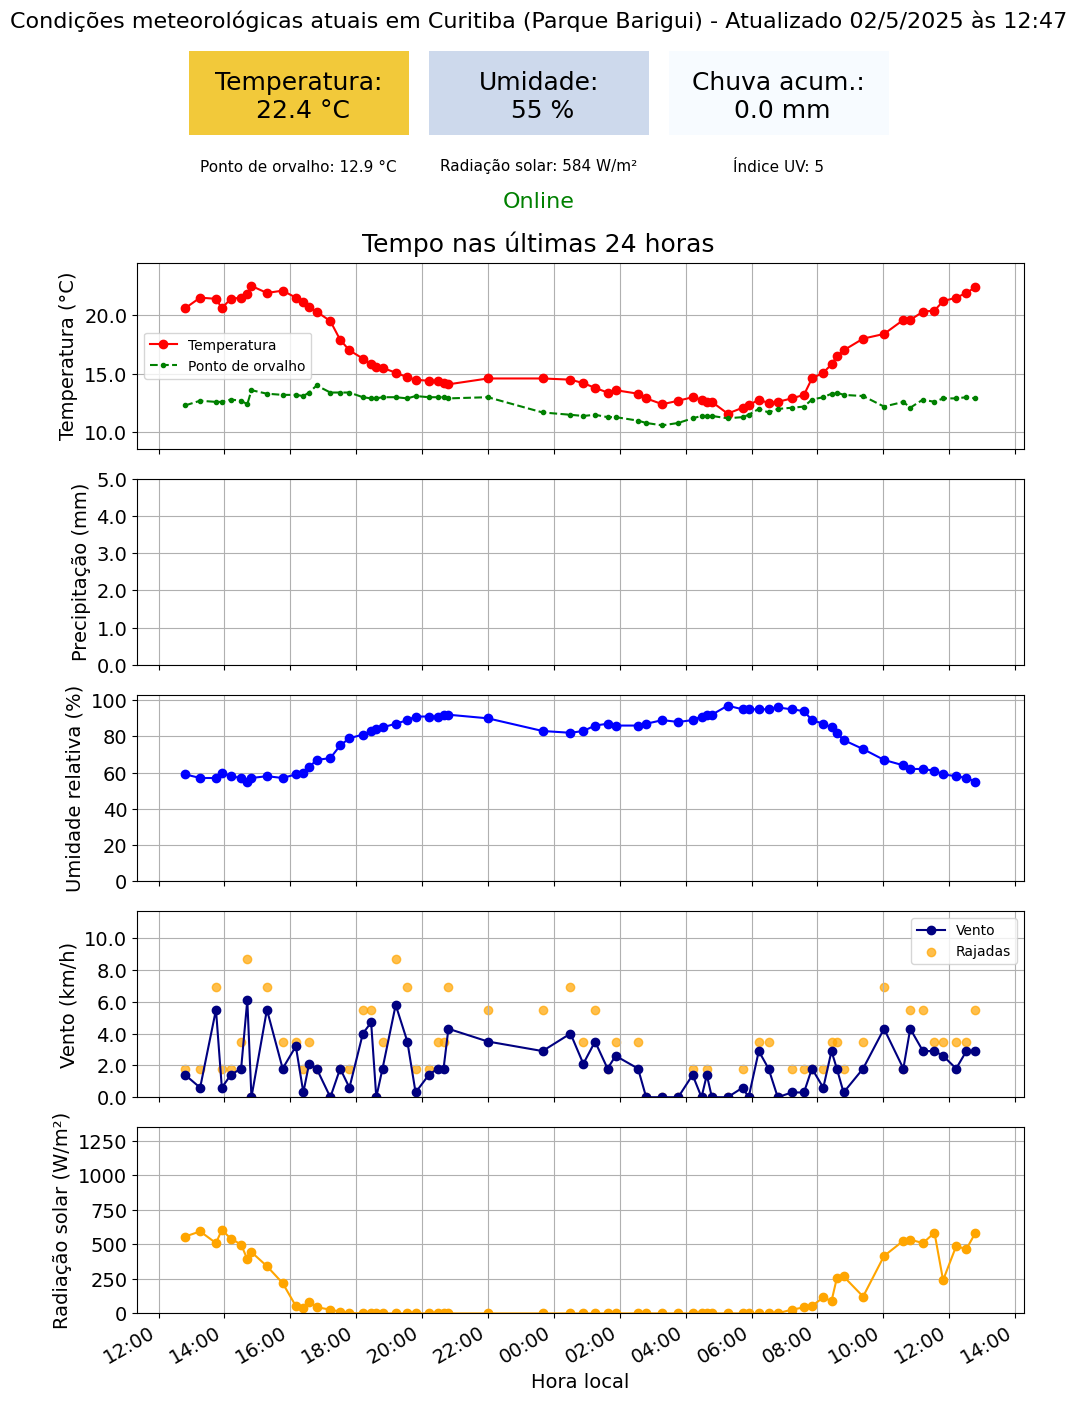 Condições meteorológicas atuais em Curitiba (Parque Barigui) - Atualizado 02/5/2025 às 12:47
Temperatura:
22.4 °C
Umidade:
55 %
Chuva acum.:
0.0 mm
Ponto de orvalho: 12.9 °C
Radiação solar: 584 W/m²
Índice UV: 5
Online
Tempo nas últimas 24 horas
Temperatura (°C)
20.0
15.0
10.0
Temperatura
Ponto de orvalho
Precipitação (mm)
5.0
4.0
3.0
2.0
1.0
0.0
Umidade relativa (%)
100
80
60
40
20
0
Vento (km/h)
10.0
8.0
6.0
4.0
2.0
0.0
Vento
Rajadas
Radiação solar (W/m²)
1250
1000
750
500
250
0
12:00
14:00
16:00
18:00
20:00
22:00
00:00
02:00
04:00
06:00
08:00
10:00
12:00
14:00
Hora local